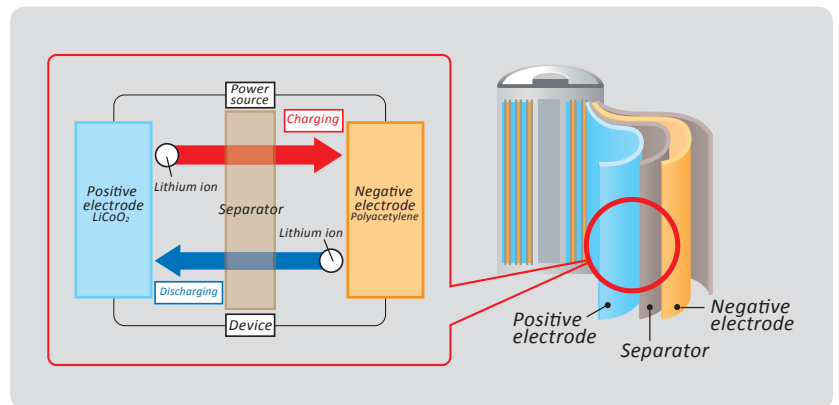 Power
source
Charging
Lithium ion
Positive
electrode
LiCoO₂
Separator
Negative
electrode
Polyacetylene
Lithium ion
Discharging
Device
Positive
electrode
Separator
Negative
electrode